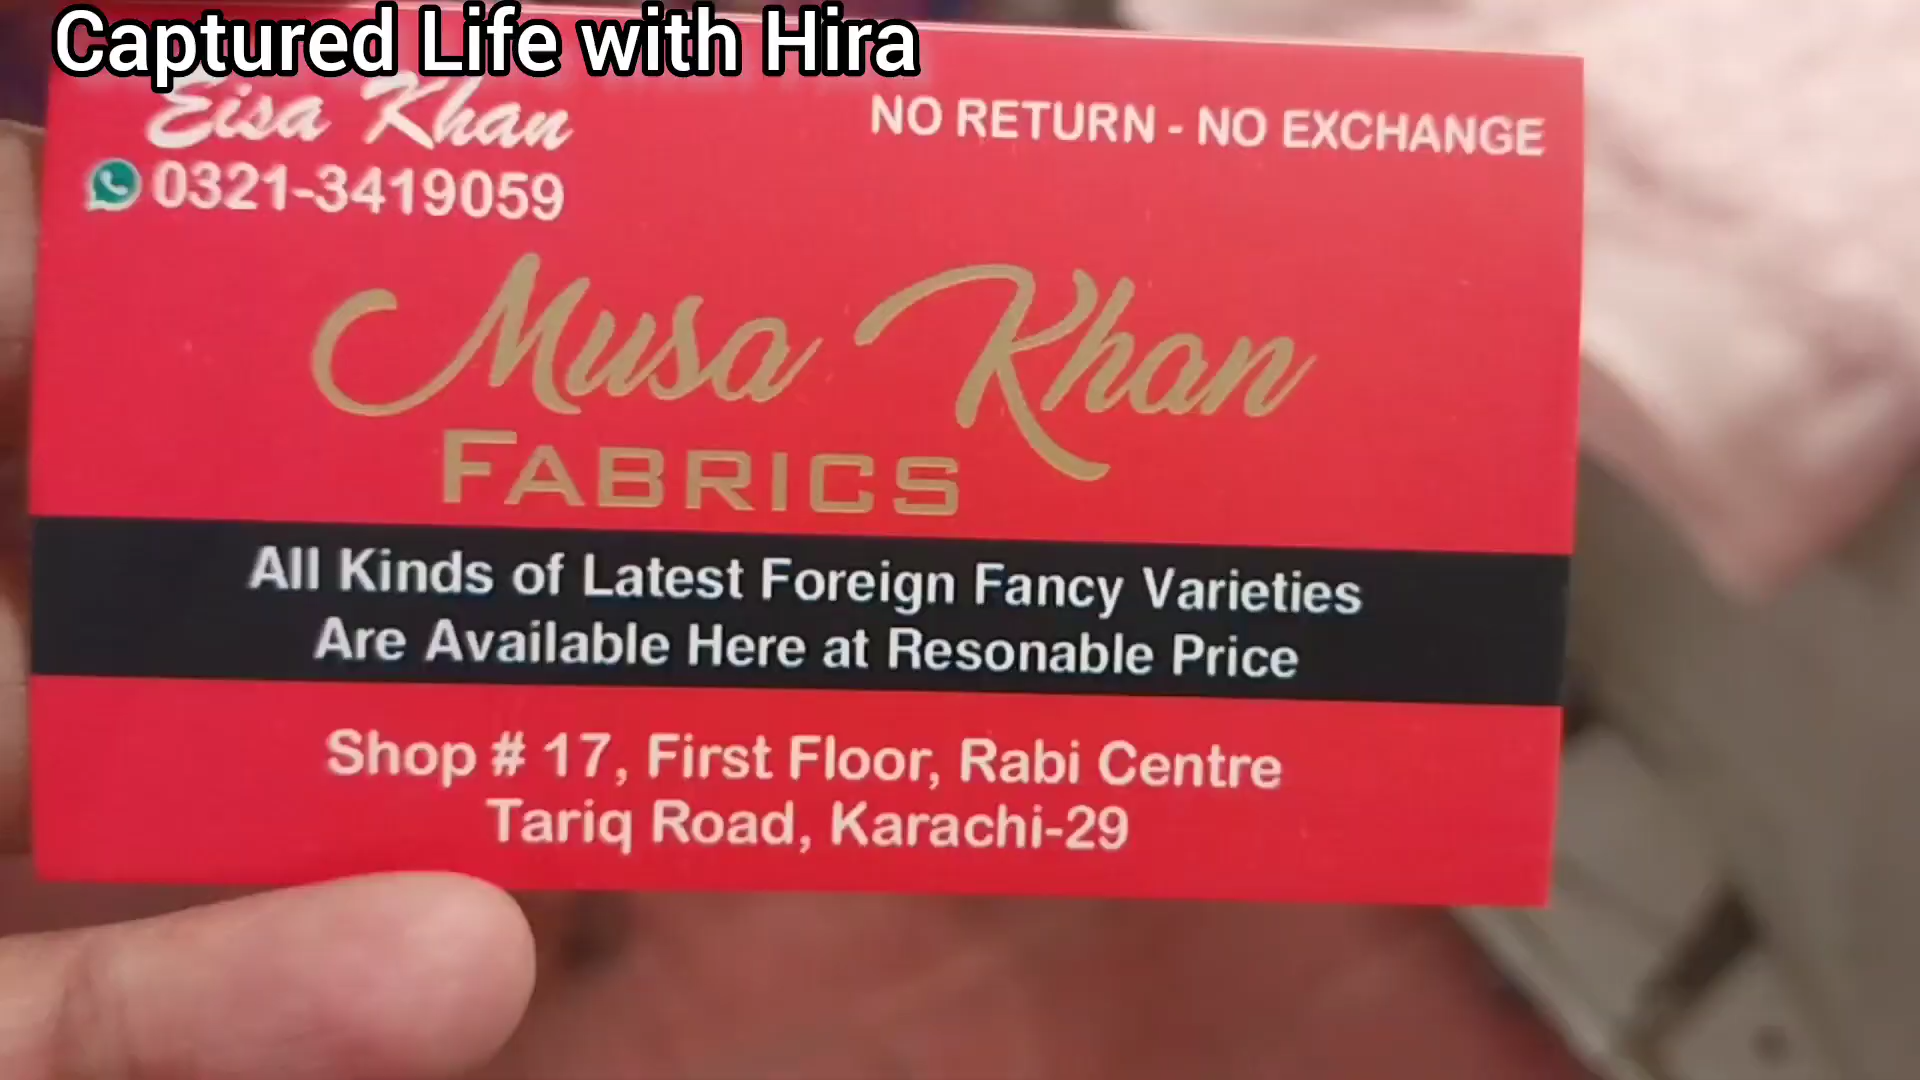 Captured Life with Hira
Eisa Khan
NO RETURN - NO EXCHANGE
0321-3419059
Musa Khan
FABRICS
All Kinds of Latest Foreign Fancy Varieties
Are Available Here at Resonable Price
Shop # 17, First Floor, Rabi Centre
Tariq Road, Karachi-29